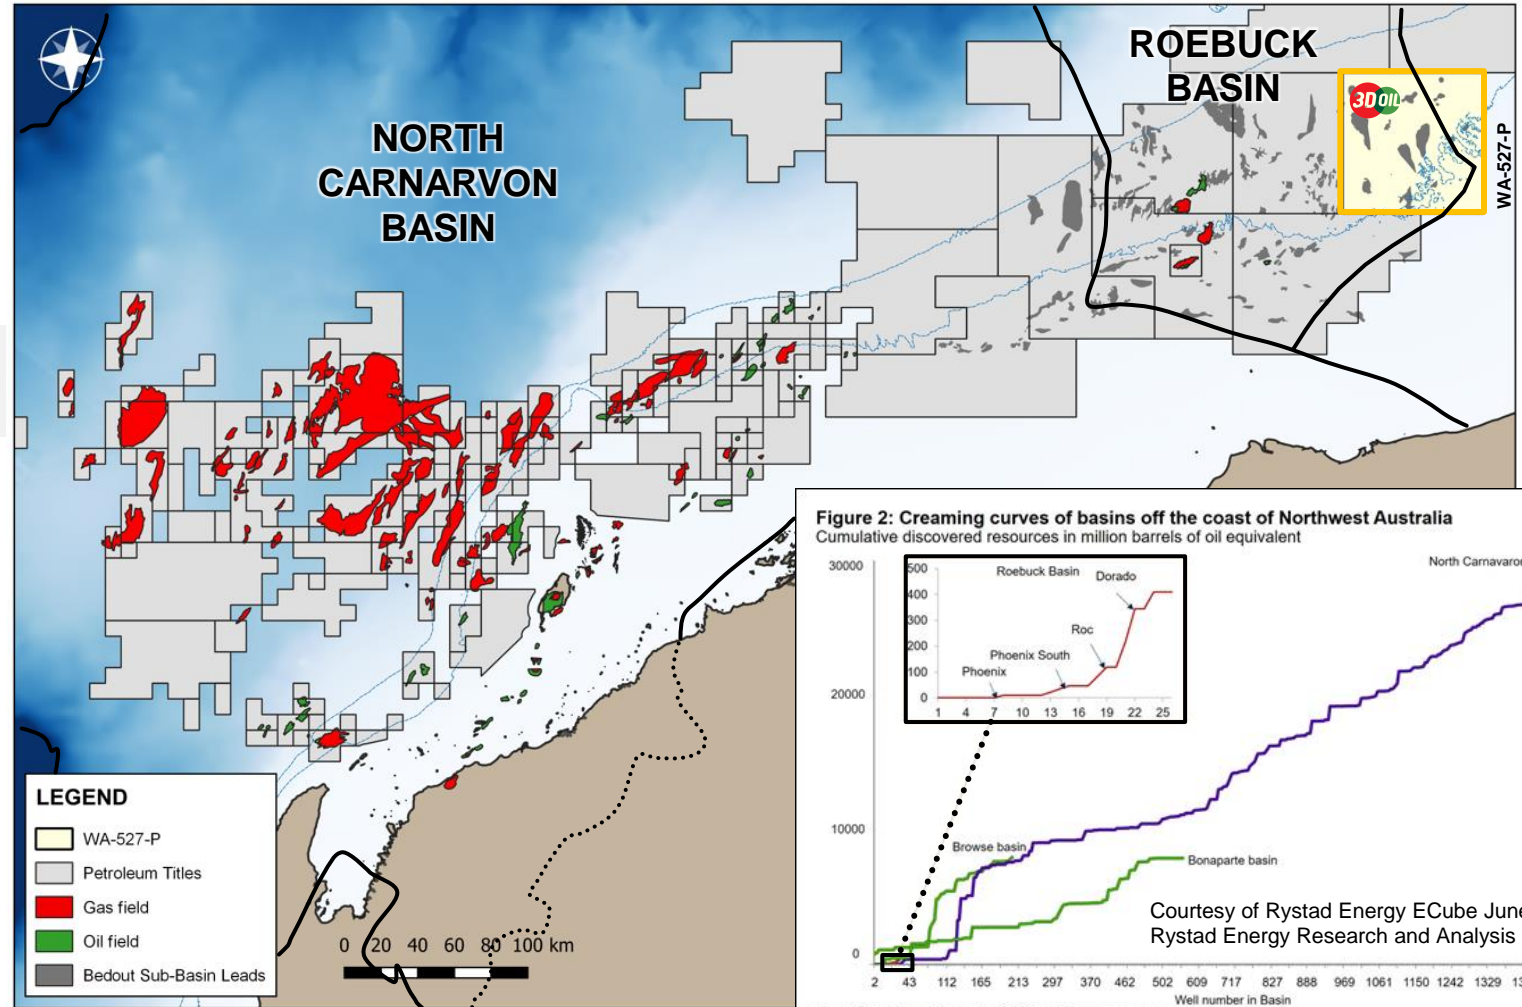 NORTH
CARNARVON
BASIN
ROEBUCK
BASIN
3D OIL
WA-527-P
LEGEND
WA-527-P
Petroleum Titles
Gas field
Oil field
Bedout Sub-Basin Leads
0 20 40 60 80 100 km
Figure 2: Creaming curves of basins off the coast of Northwest Australia
Cumulative discovered resources in million barrels of oil equivalent
30000
20000
10000
0
North Carnavaron
500
400
300
200
100
0
Roebuck Basin
Dorado
Roc
Phoenix South
Phoenix
1 4 7 10 13 16 19 22 25
Browse basin
Bonaparte basin
Courtesy of Rystad Energy ECube June
Rystad Energy Research and Analysis
2 43 112 165 213 297 370 462 502 609 717 827 888 969 1061 1150 1242 1329
Well number in Basin